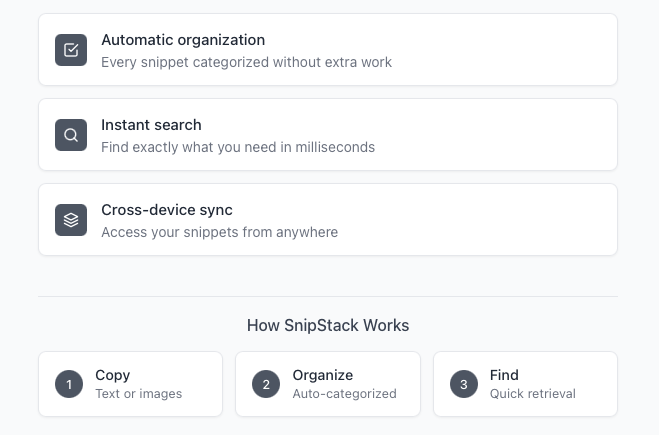 Automatic organization
Every snippet categorized without extra work
Instant search
Find exactly what you need in milliseconds
Cross-device sync
Access your snippets from anywhere
How SnipStack Works
1
Copy
Text or images
2
Organize
Auto-categorized
3
Find
Quick retrieval